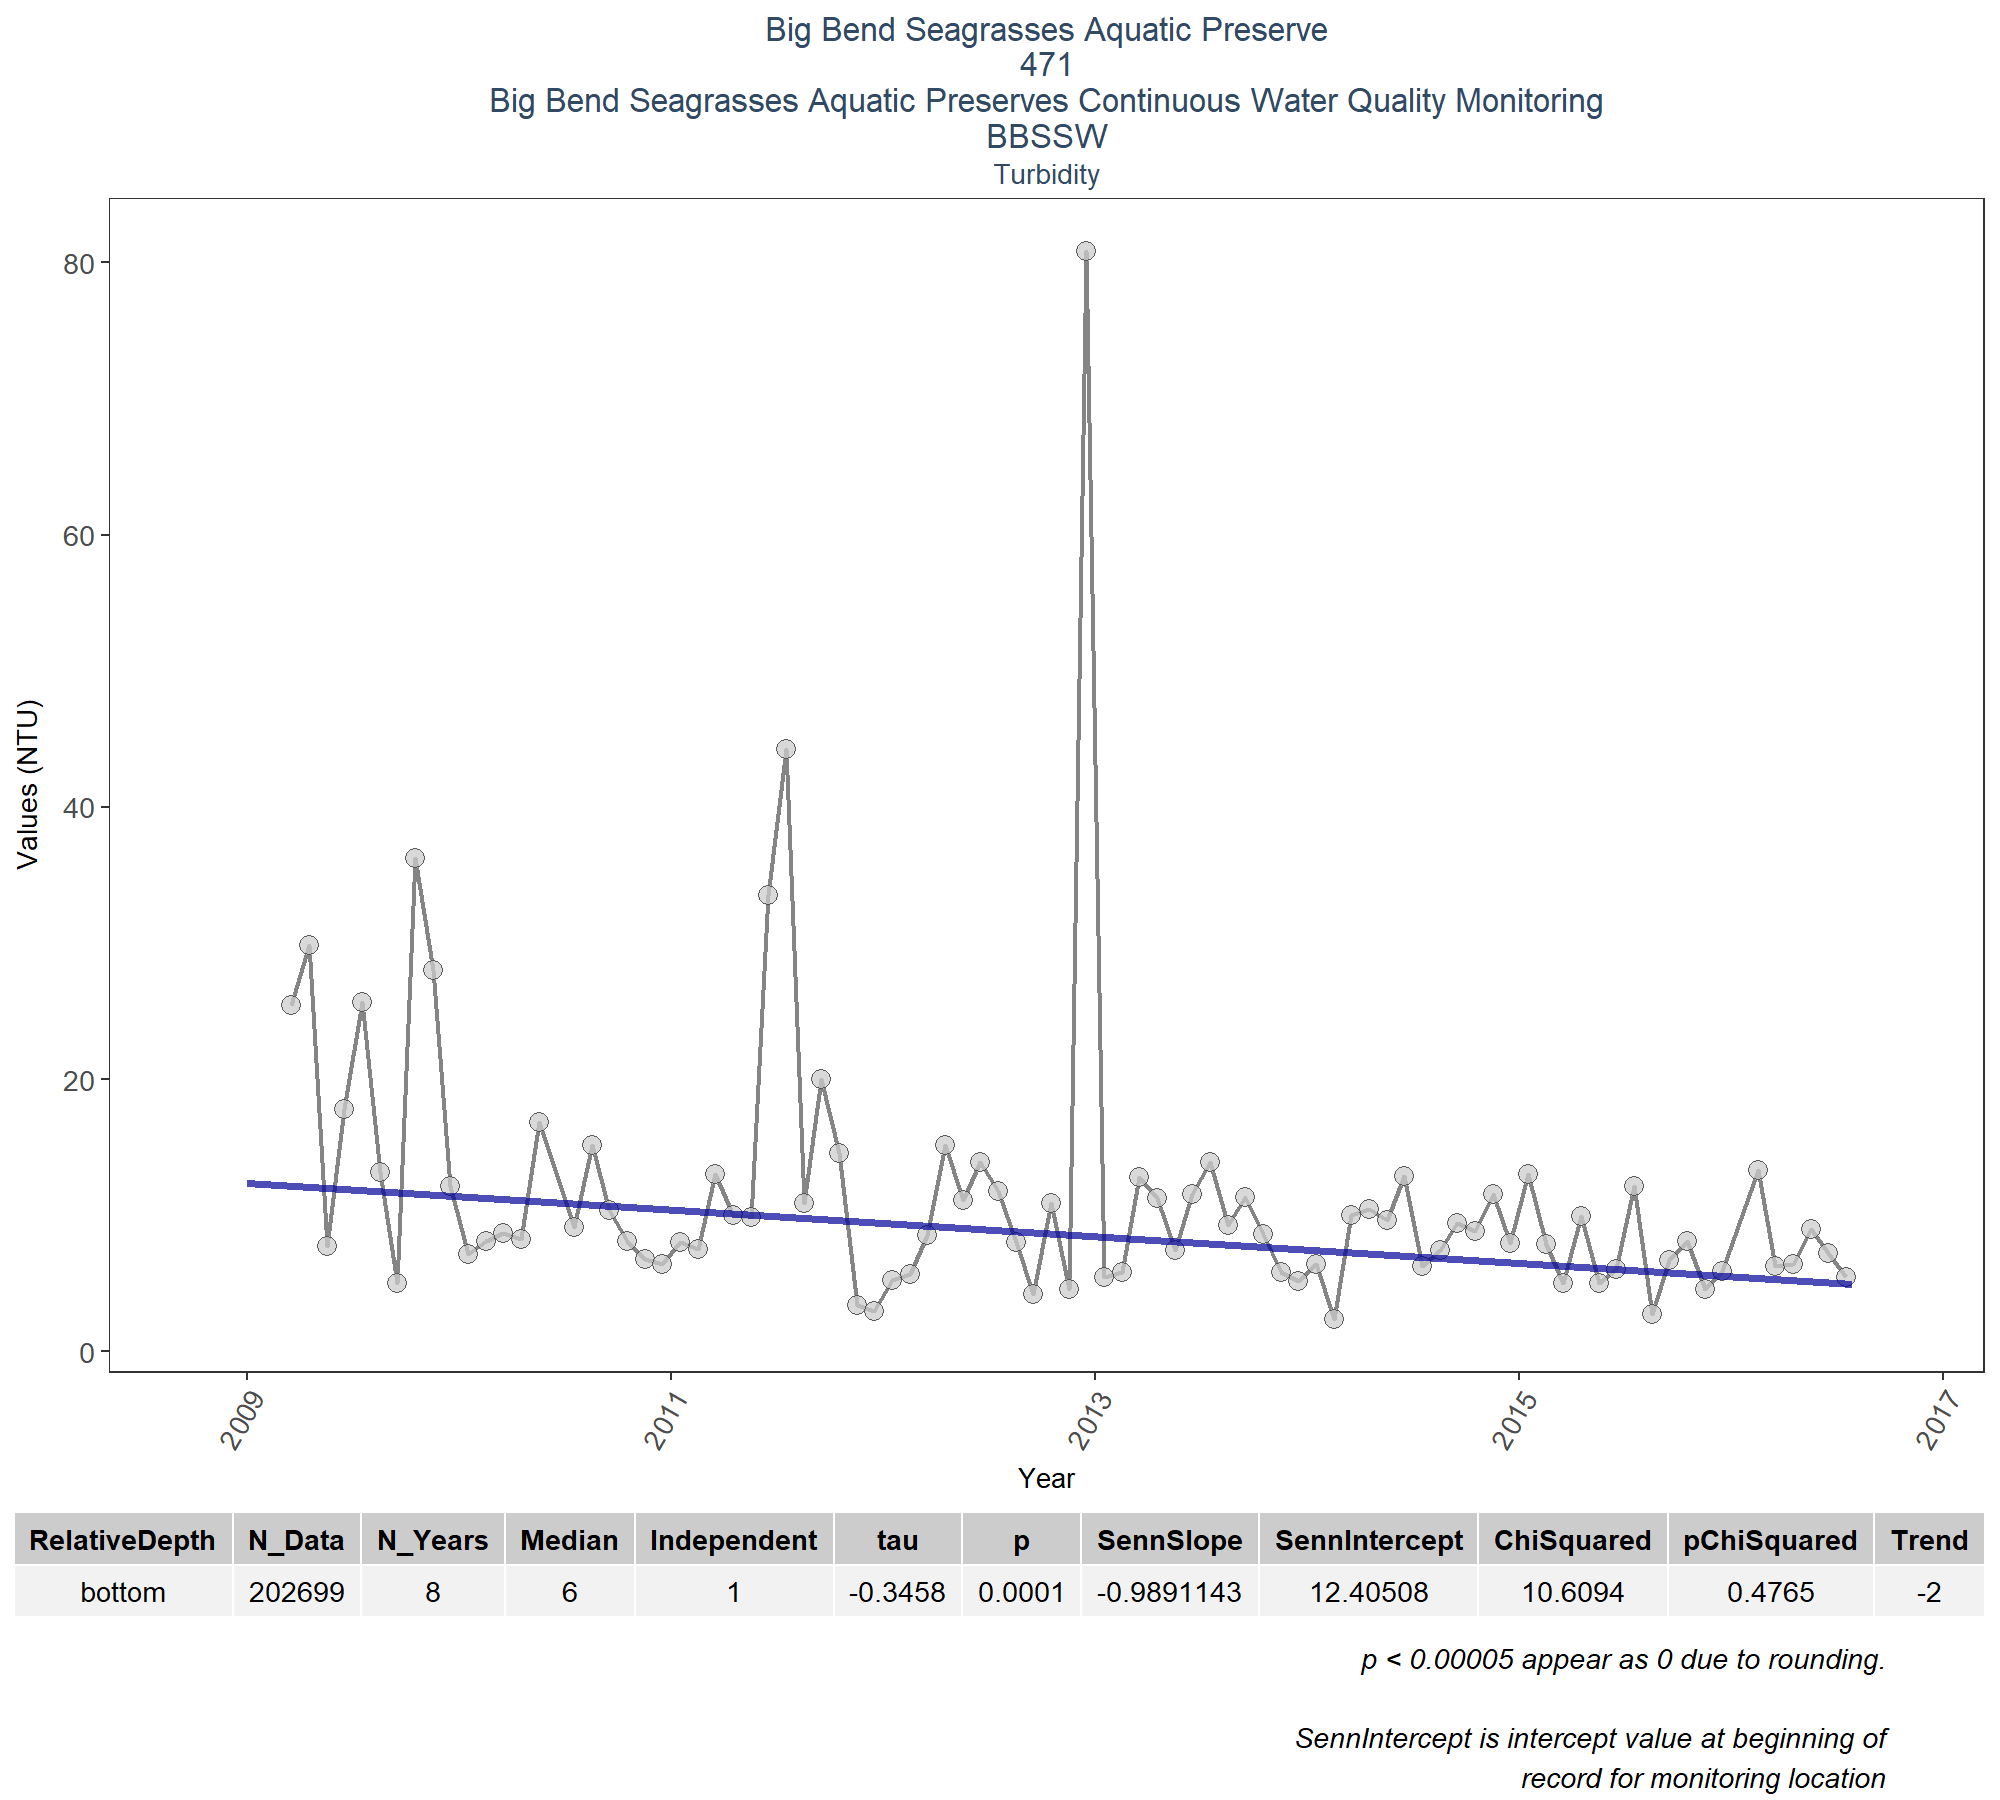 Big Bend Seagrasses Aquatic Preserve
471
Big Bend Seagrasses Aquatic Preserves Continuous Water Quality Monitoring
BBSSW
Turbidity
Values (NTU)
80
60
40
20
0
2009
2011
2013
2015
2017
Year
RelativeDepth N_Data N_Years Median Independent tau p SennSlope SennIntercept ChiSquared pChiSquared Trend
bottom 202699 8 6 1 -0.3458 0.0001 -0.9891143 12.40508 10.6094 0.4765 -2
p < 0.00005 appear as 0 due to rounding.
SennIntercept is intercept value at beginning of
record for monitoring location